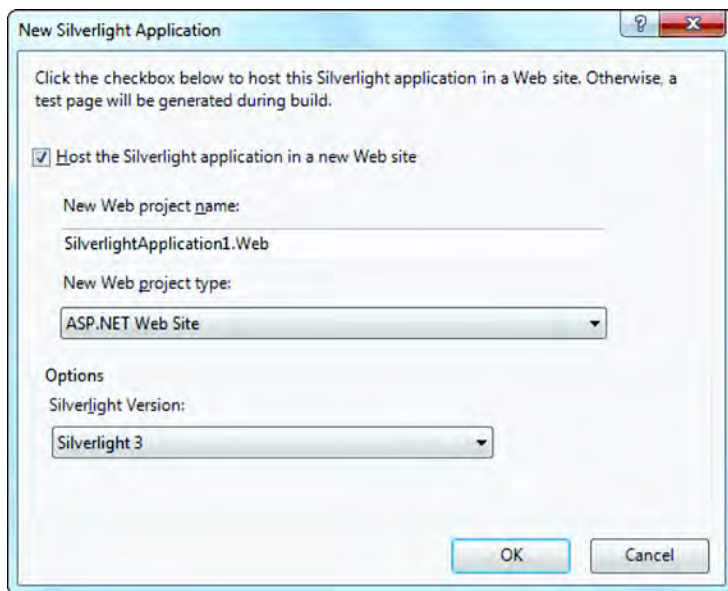 New Silverlight Application
?
Click the checkbox below to host this Silverlight application in a Web site. Otherwise, a
test page will be generated during build.
Host the Silverlight application in a new Web site
New Web project name:
SilverlightApplication1.Web
New Web project type:
ASP.NET Web Site
Options
Silverlight Version:
Silverlight 3
OK
Cancel